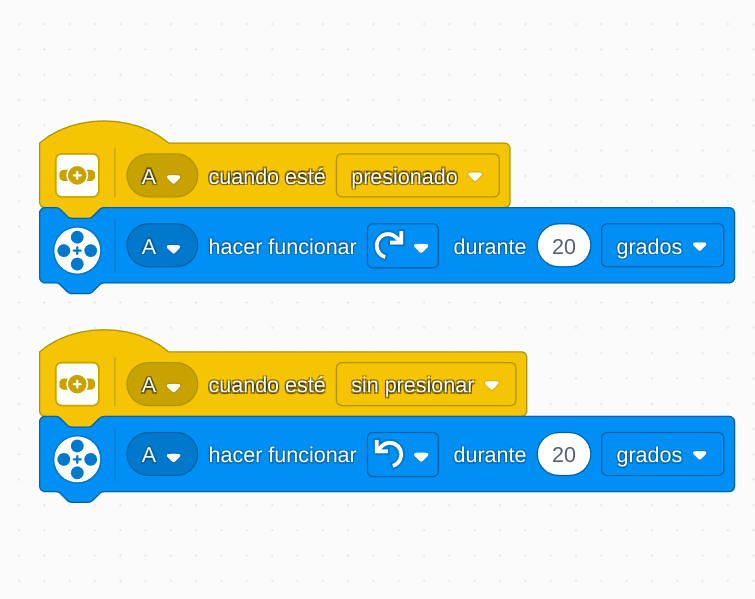 A cuando esté presionado
A hacer funcionar durante 20 grados
A cuando esté sin presionar
A hacer funcionar durante 20 grados